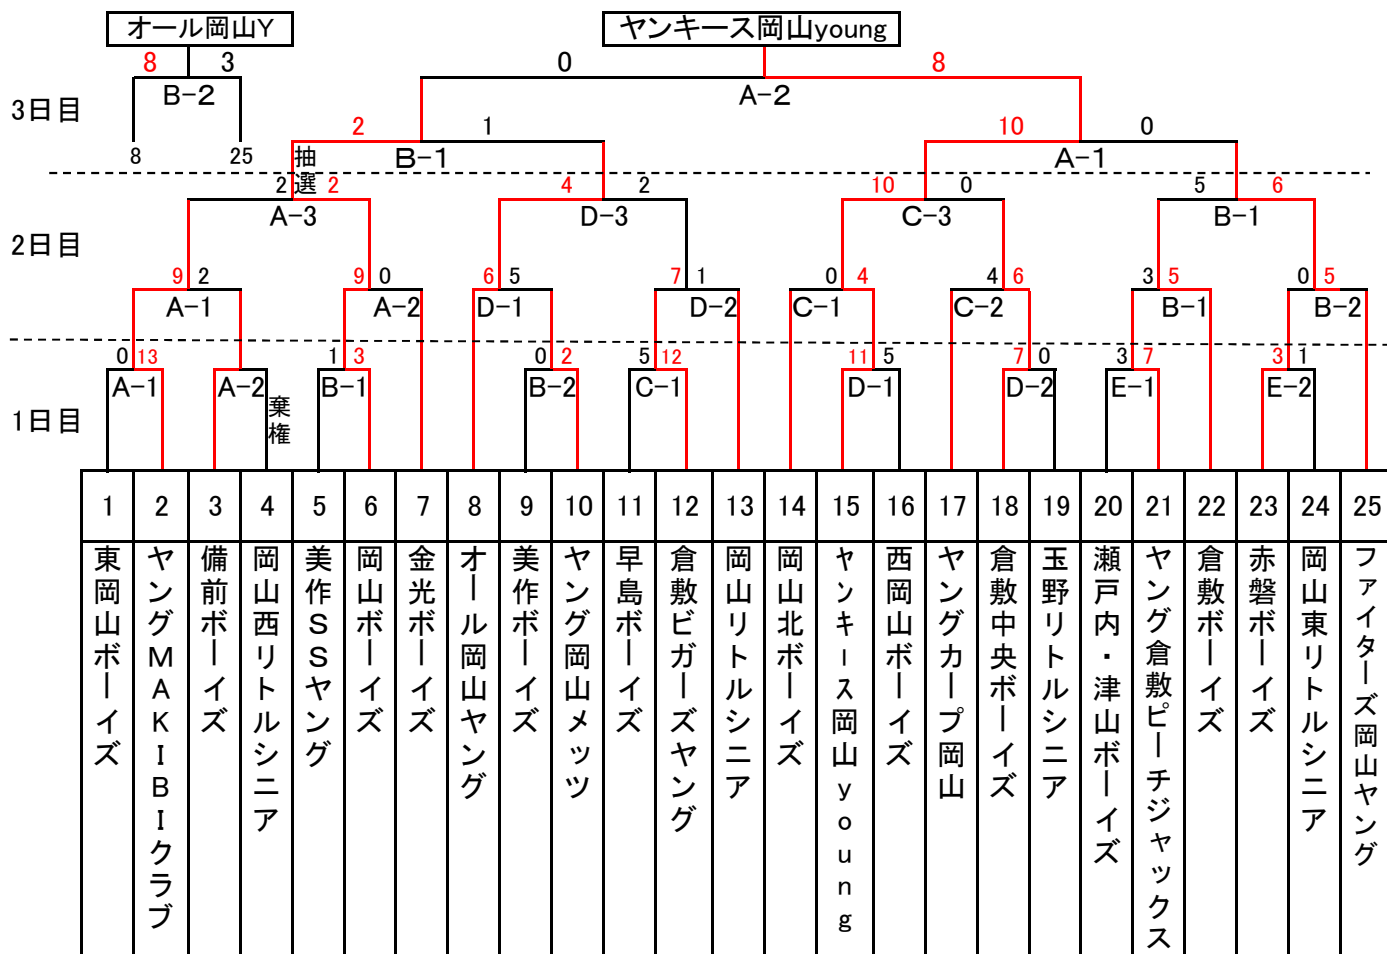 オール岡山Y ヤンキース岡山young
8 3 0 8
B-2 A-2
3日目
2 1 10 0
8 25 抽選 B-1 A-1
2 2 4 2 10 0 5 6
A-3 D-3 C-3 B-1
2日目
9 2 9 0 6 5 7 1 0 4 4 6 3 5 0 5
A-1 A-2 D-1 D-2 C-1 C-2 B-1 B-2
0 13 1 3 0 2 5 12 11 5 7 0 3 7 3 1
A-1 A-2 B-1 B-2 C-1 D-1 D-2 E-1 E-2
棄権
1日目
1 2 3 4 5 6 7 8 9 10 11 12 13 14 15 16 17 18 19 20 21 22 23 24 25
東岡山ボーイズ
ヤングMAKIBIクラブ
備前ボーイズ
岡山西リトルシニア
美作SSヤング
岡山ボーイズ
金光ボーイズ
オール岡山ヤング
美作ボーイズ
ヤング岡山メッツ
早島ボーイズ
倉敷ビガーズヤング
岡山リトルシニア
岡山北ボーイズ
ヤンキース岡山young
西岡山ボーイズ
ヤングカープ岡山
倉敷中央ボーイズ
玉野リトルシニア
瀬戸内・津山ボーイズ
ヤング倉敷ピーチジャックス
倉敷ボーイズ
赤磐ボーイズ
岡山東リトルシニア
ファイターズ岡山ヤング